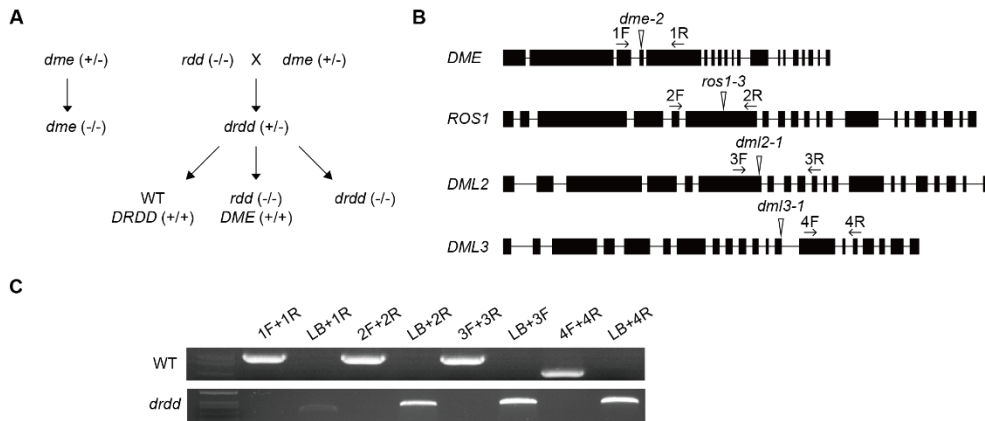 A
dme (+/-)
rdd (-/-) X dme (+/-)
dme (-/-)
drdd (+/-)
WT
DRDD (+/+)
rdd (-/-)
DME (+/+)
drdd (-/-)
B
dme-2
1F 1R
DME
ros1-3
2F 2R
ROS1
dml2-1
3F 3R
DML2
dml3-1
4F 4R
DML3
C
1F+1R LB+1R 2F+2R LB+2R 3F+3R LB+3F 4F+4R LB+4R
WT
drdd